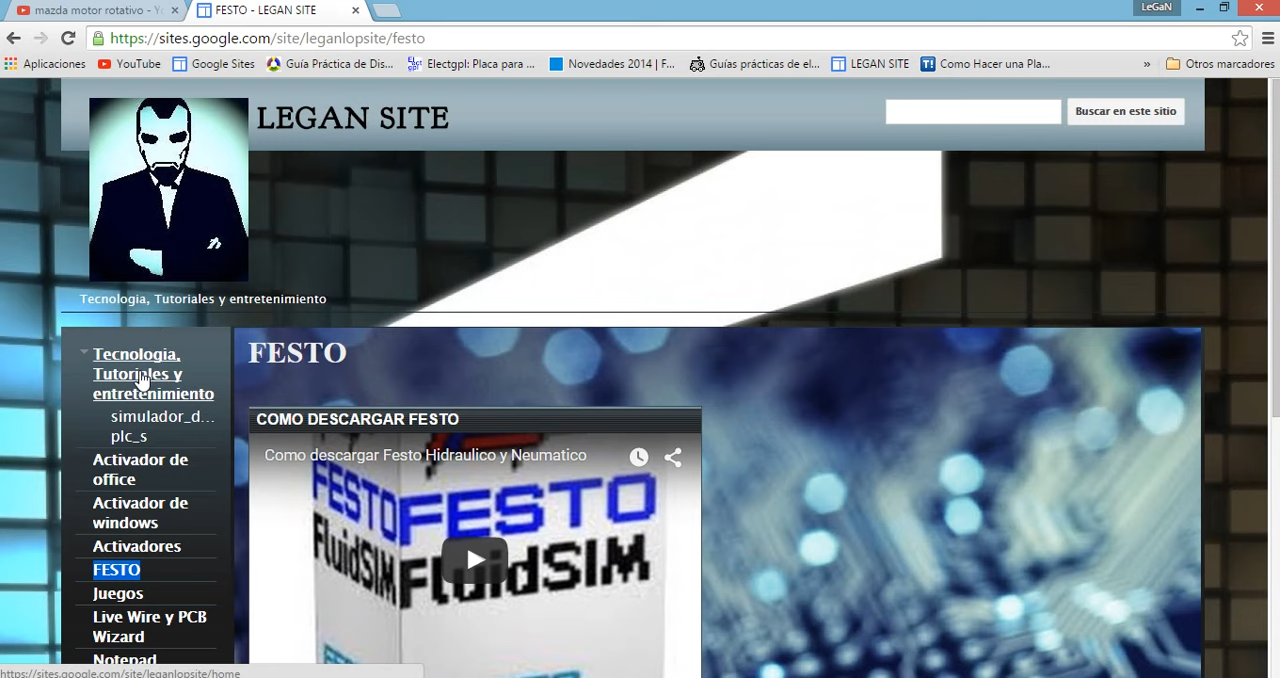 mazda motor rotativo - Yo
FESTO - LEGAN SITE
LeGaN
https://sites.google.com/site/leganlopsite/festo
Aplicaciones
YouTube
Google Sites
Guía Práctica de Dis...
Electgpl: Placa para ...
Novedades 2014 | F...
Guías prácticas de el...
LEGAN SITE
T!
Como Hacer una Pla...
»
Otros marcadores
LEGAN SITE
Buscar en este sitio
Tecnologia, Tutoriales y entretenimiento
Tecnologia,
Tutoriales y
entretenimiento
simulador_d...
plc_s
Activador de
office
Activador de
windows
Activadores
FESTO
Juegos
Live Wire y PCB
Wizard
Notepad
FESTO
COMO DESCARGAR FESTO
Como descargar Festo Hidraulico y Neumatico
FESTO FESTO
FluidSIM FluidSIM
FESTO
https://sites.google.com/site/leganlopsite/home